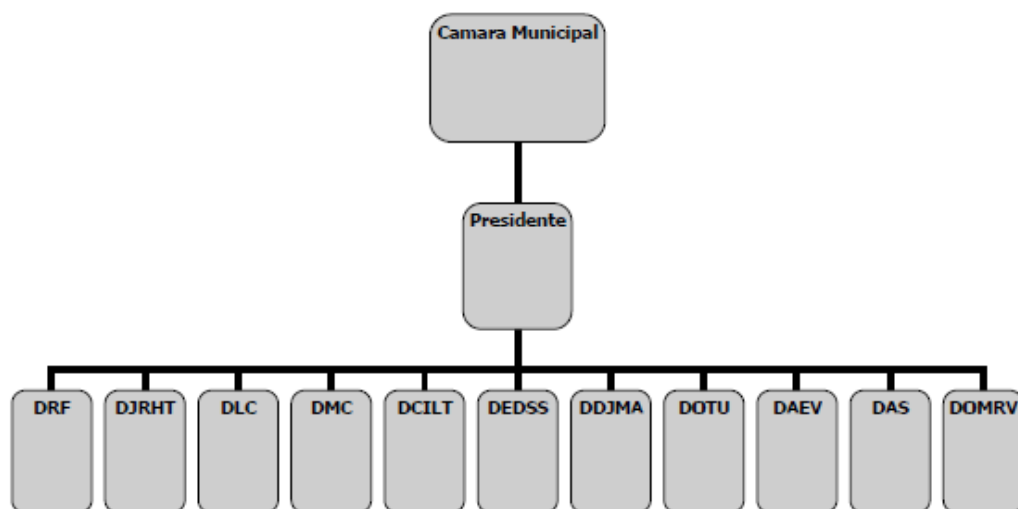 Camara Municipal
Presidente
DRF DJRHT DLC DMC DCILT DEDSS DDJMA DOTU DAEV DAS DOMRV